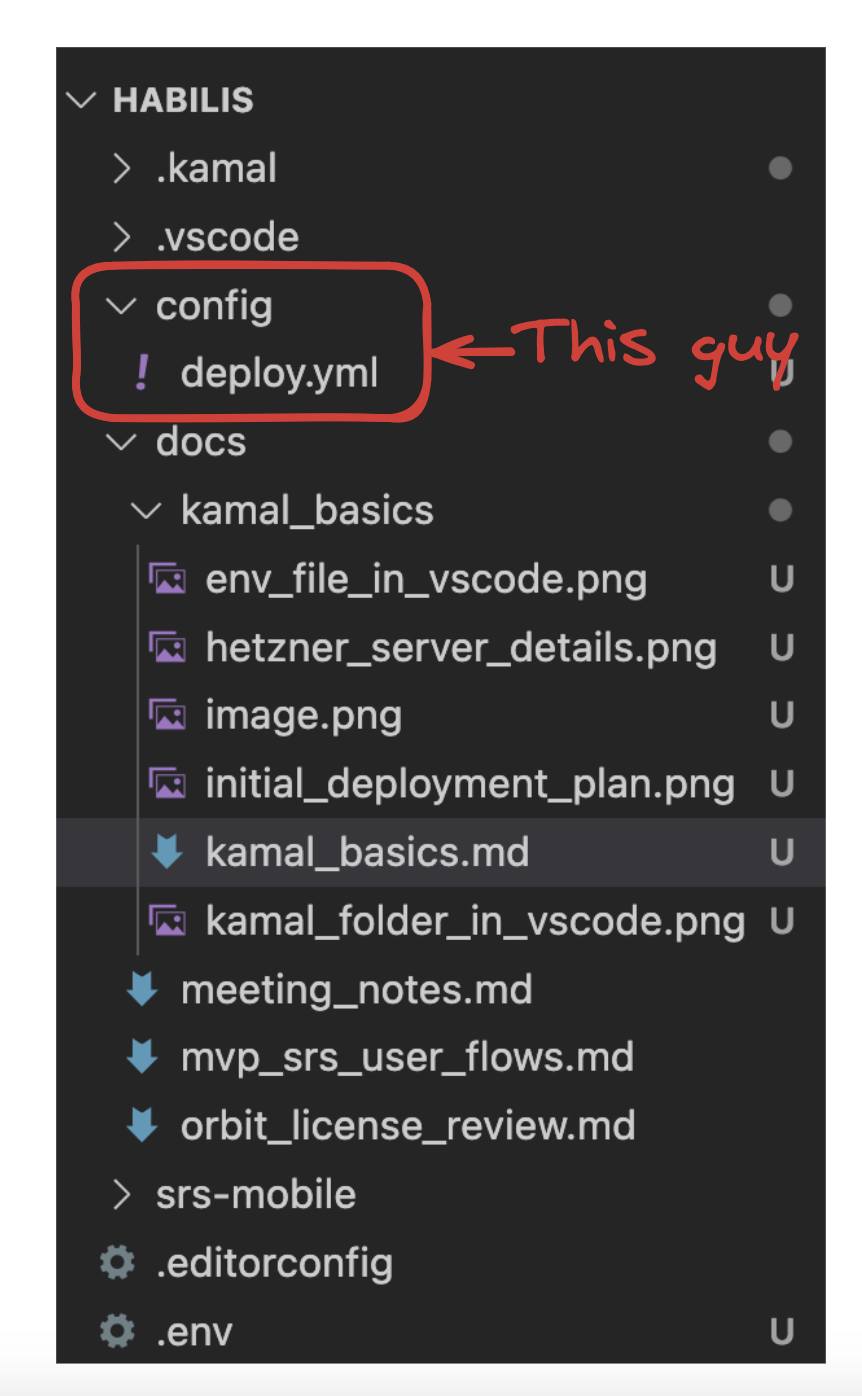 HABILIS
.kamal
.vscode
config
This guy
deploy.yml U
docs
kamal_basics
env_file_in_vscode.png U
hetzner_server_details.png U
image.png U
initial_deployment_plan.png U
kamal_basics.md U
kamal_folder_in_vscode.png U
meeting_notes.md
mvp_srs_user_flows.md
orbit_license_review.md
srs-mobile
.editorconfig
.env U